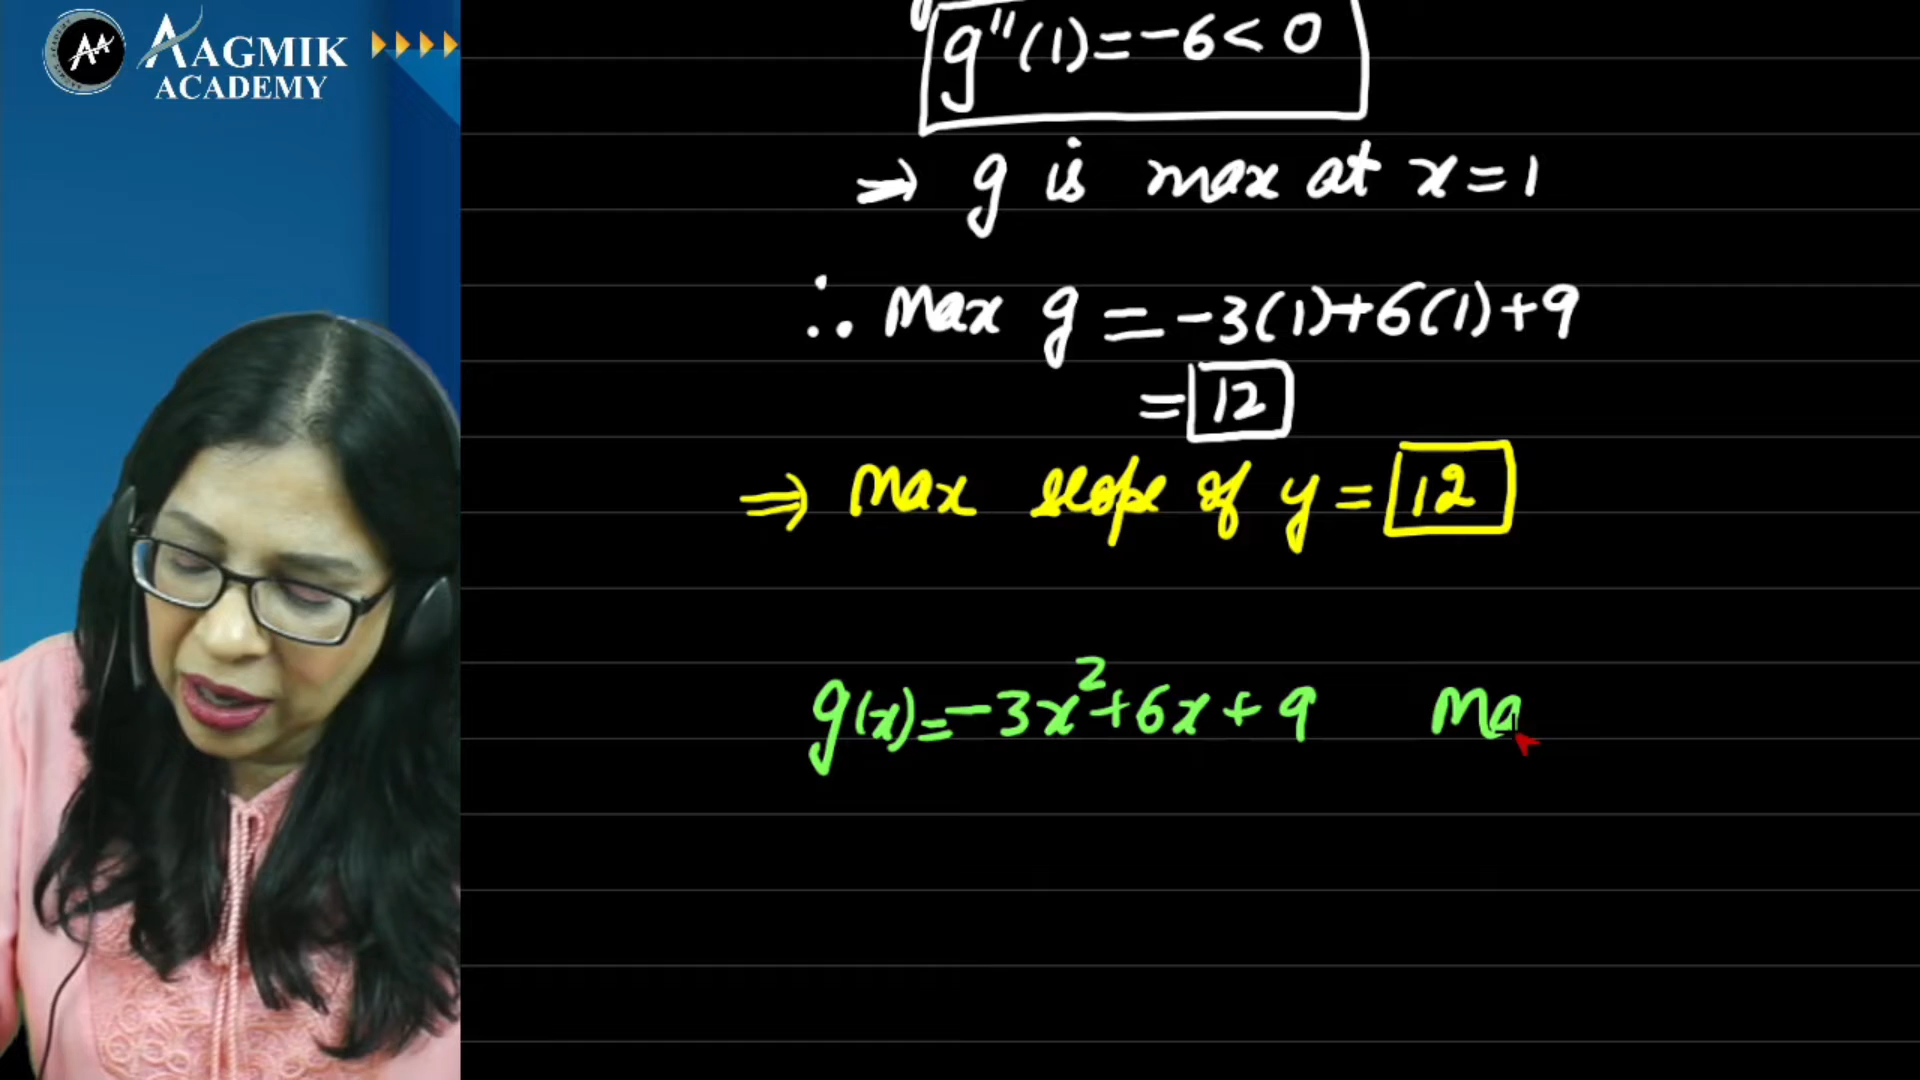 AAGMIK
ACADEMY
g"(1)=-6<0
⇒ g is max at x=1
∴ Max g = -3(1)+6(1)+9
=12
⇒ Max slope of y = 12
g(x)=-3x²+6x+9 Ma